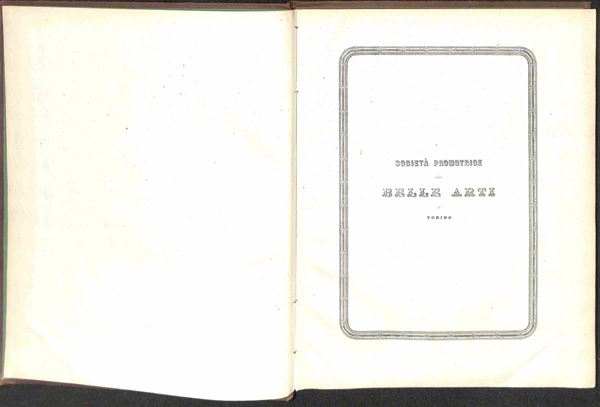 SOCIETÀ PROMOTRICE
BELLE ARTI
TORINO